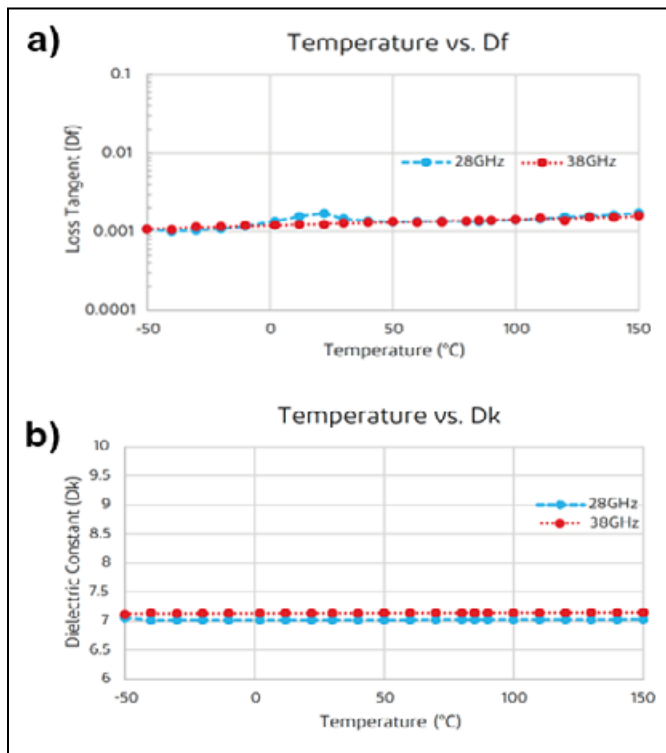 a)
Temperature vs. Df
Loss Tangent (Df)
0.1
0.01
0.001
0.0001
28GHz
38GHz
-50
0
50
100
150
Temperature (°C)
b)
Temperature vs. Dk
Dielectric Constant (Dk)
10
9.5
9
8.5
8
7.5
7
6.5
6
28GHz
38GHz
-50
0
50
100
150
Temperature (°C)